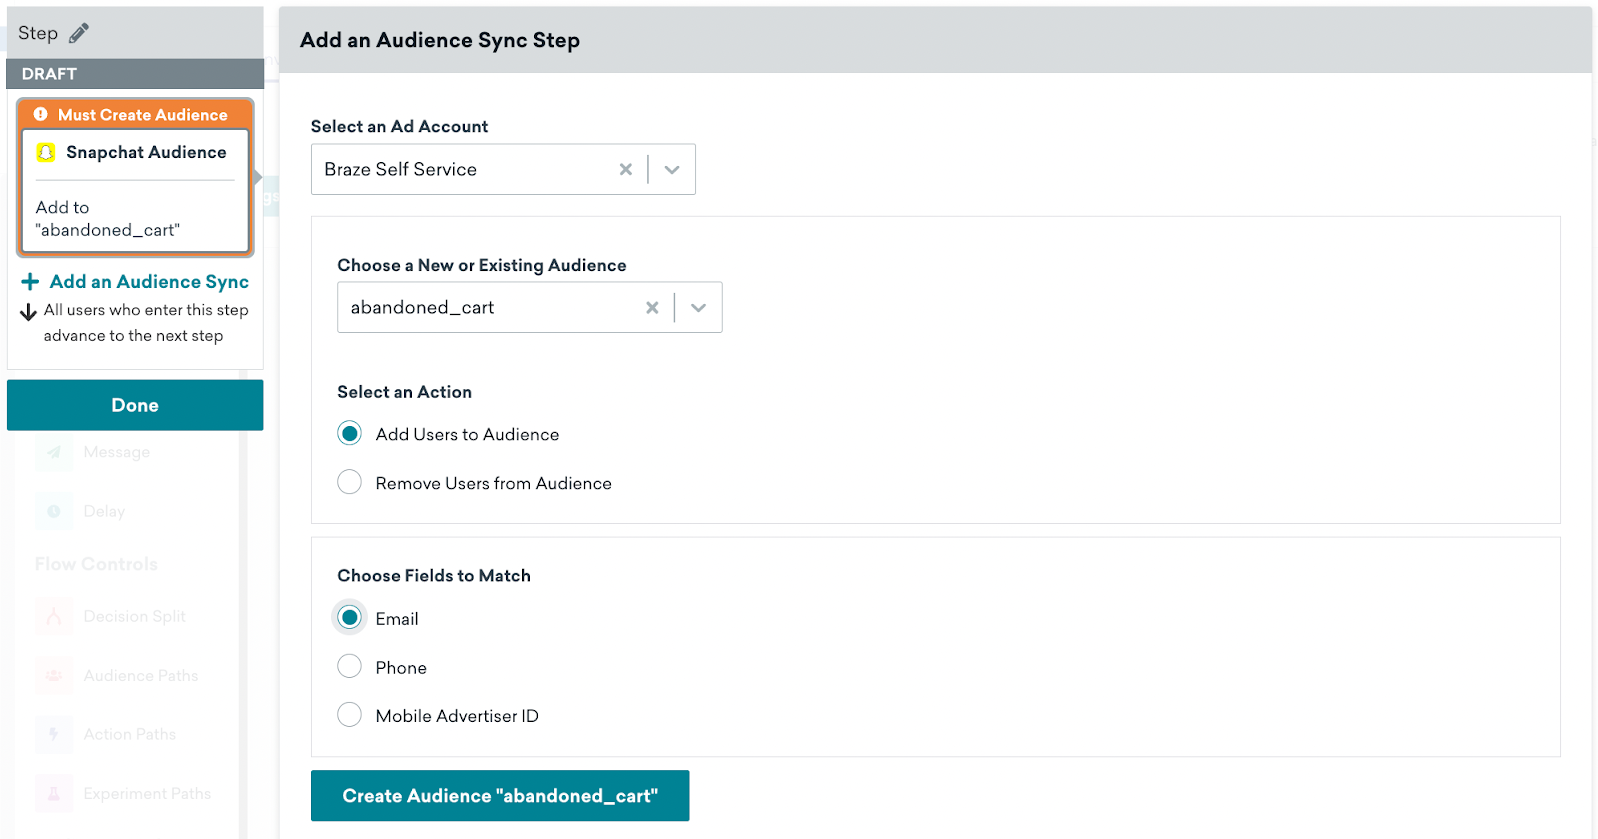 Step
DRAFT
Must Create Audience
Snapchat Audience
Add to
"abandoned_cart"
Add an Audience Sync
All users who enter this step
advance to the next step
Done
Message
Delay
Flow Controls
Decision Split
Audience Paths
Action Paths
Experiment Paths
Add an Audience Sync Step
Select an Ad Account
Braze Self Service
Choose a New or Existing Audience
abandoned_cart
Select an Action
Add Users to Audience
Remove Users from Audience
Choose Fields to Match
Email
Phone
Mobile Advertiser ID
Create Audience "abandoned_cart"